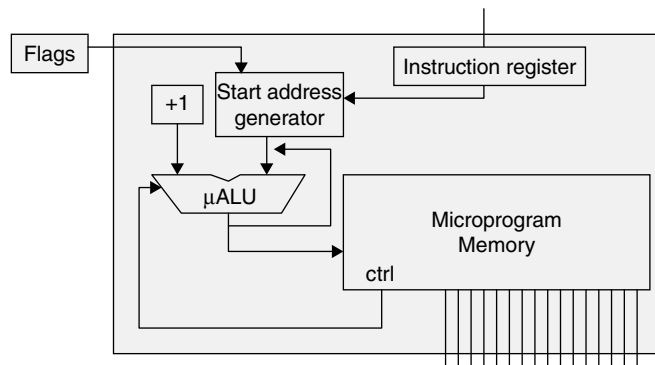 Flags
Instruction register
Start address
generator
+1
μALU
Microprogram
Memory
ctrl